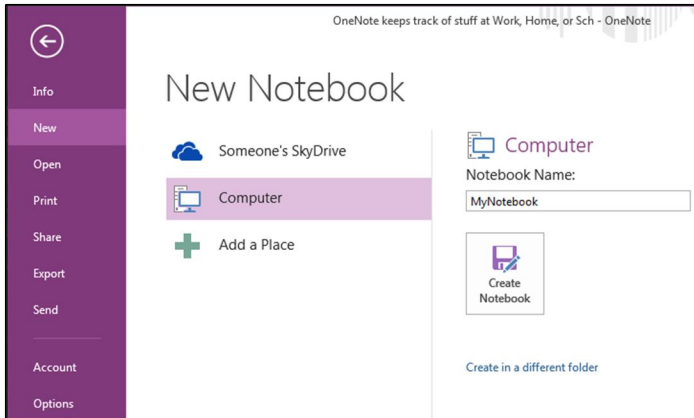 OneNote keeps track of stuff at Work, Home, or Sch - OneNote
Info
New
Open
Print
Share
Export
Send
Account
Options
New Notebook
Someone's SkyDrive
Computer
Add a Place
Computer
Notebook Name:
MyNotebook
Create
Notebook
Create in a different folder